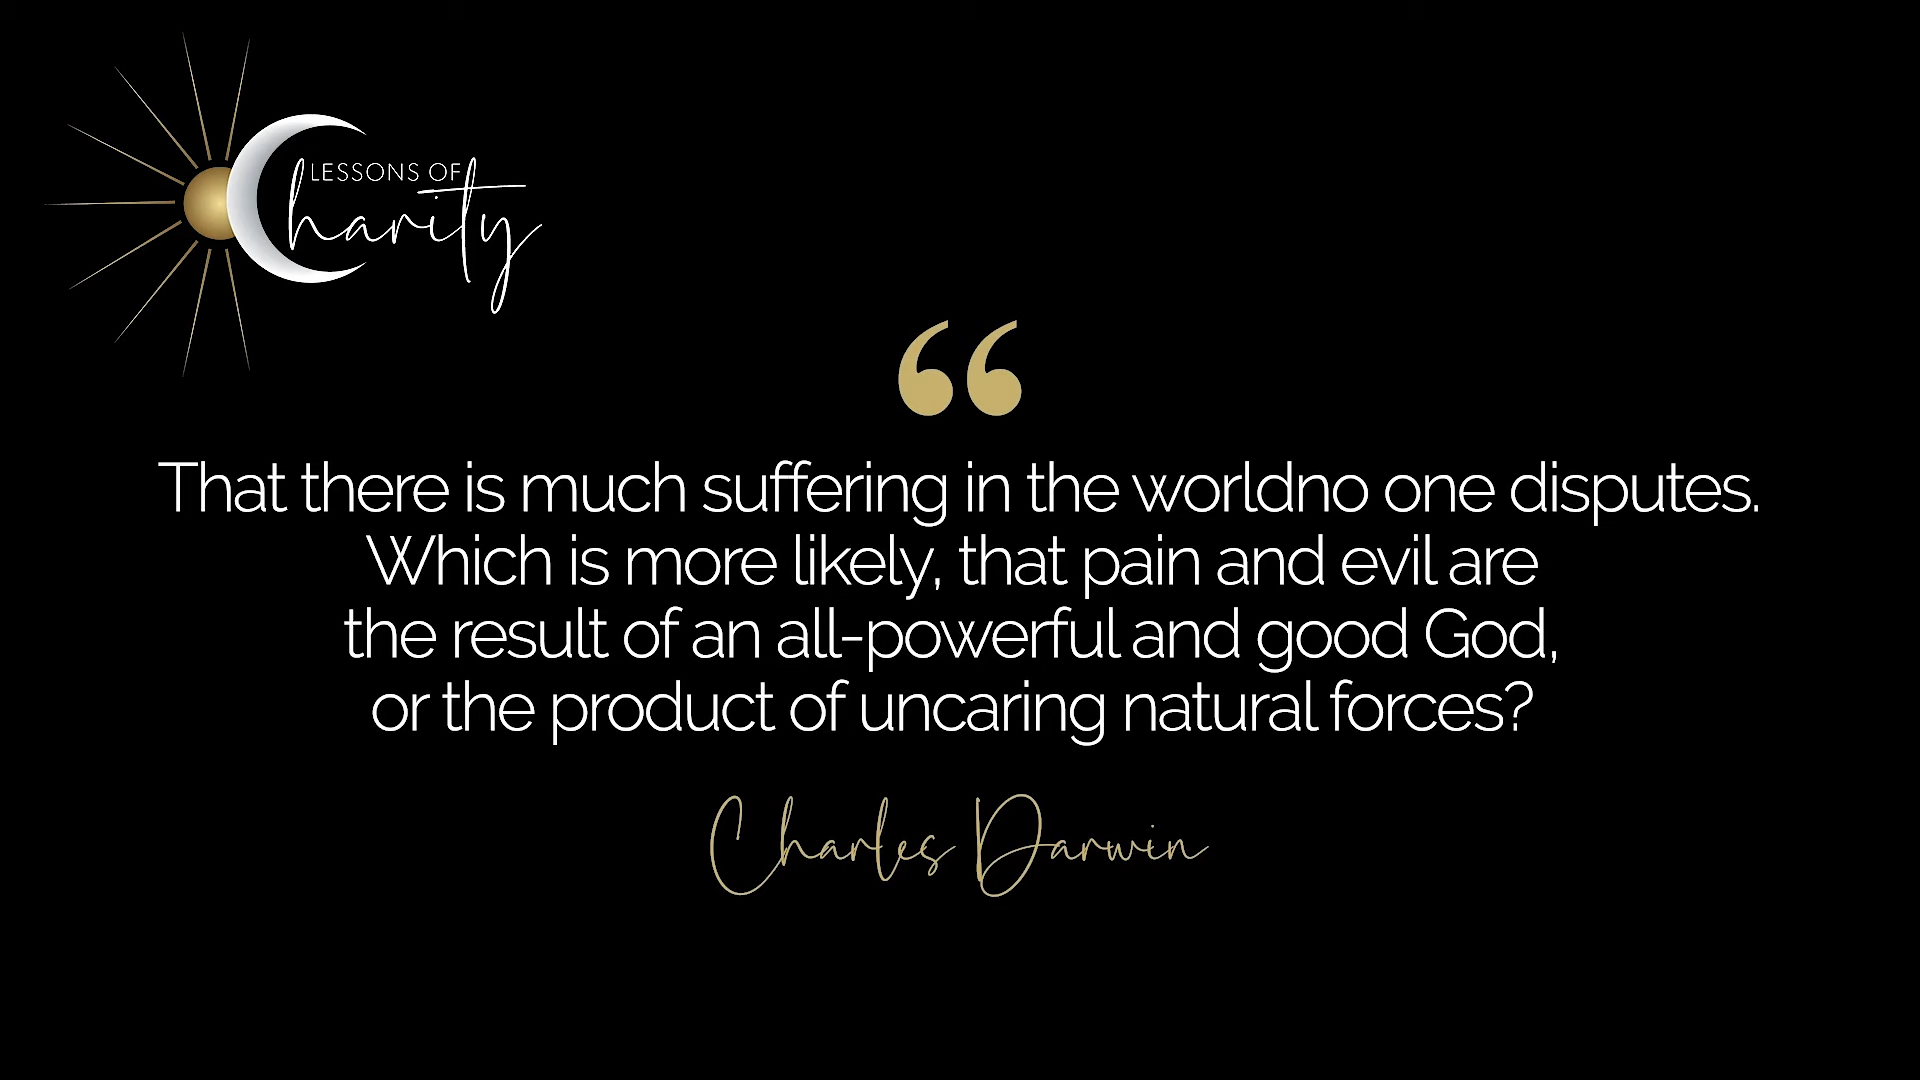 LESSONS OF
Charity
“
That there is much suffering in the worldno one disputes.
Which is more likely, that pain and evil are
the result of an all-powerful and good God,
or the product of uncaring natural forces?
Charles Darwin